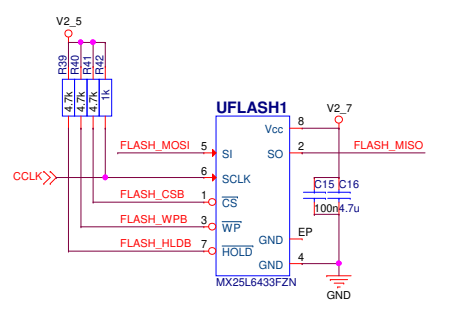 V2_5
R39
R40
R41
R42
4.7k
4.7k
4.7k
1k
UFLASH1
Vcc
8
V2_7
FLASH_MOSI
5
SI
SO
2
FLASH_MISO
CCLK
6
SCLK
C15
C16
FLASH_CSB
1
CS
100n
4.7u
FLASH_WPB
3
WP
GND
EP
FLASH_HLDB
7
HOLD
GND
4
MX25L6433FZN
GND